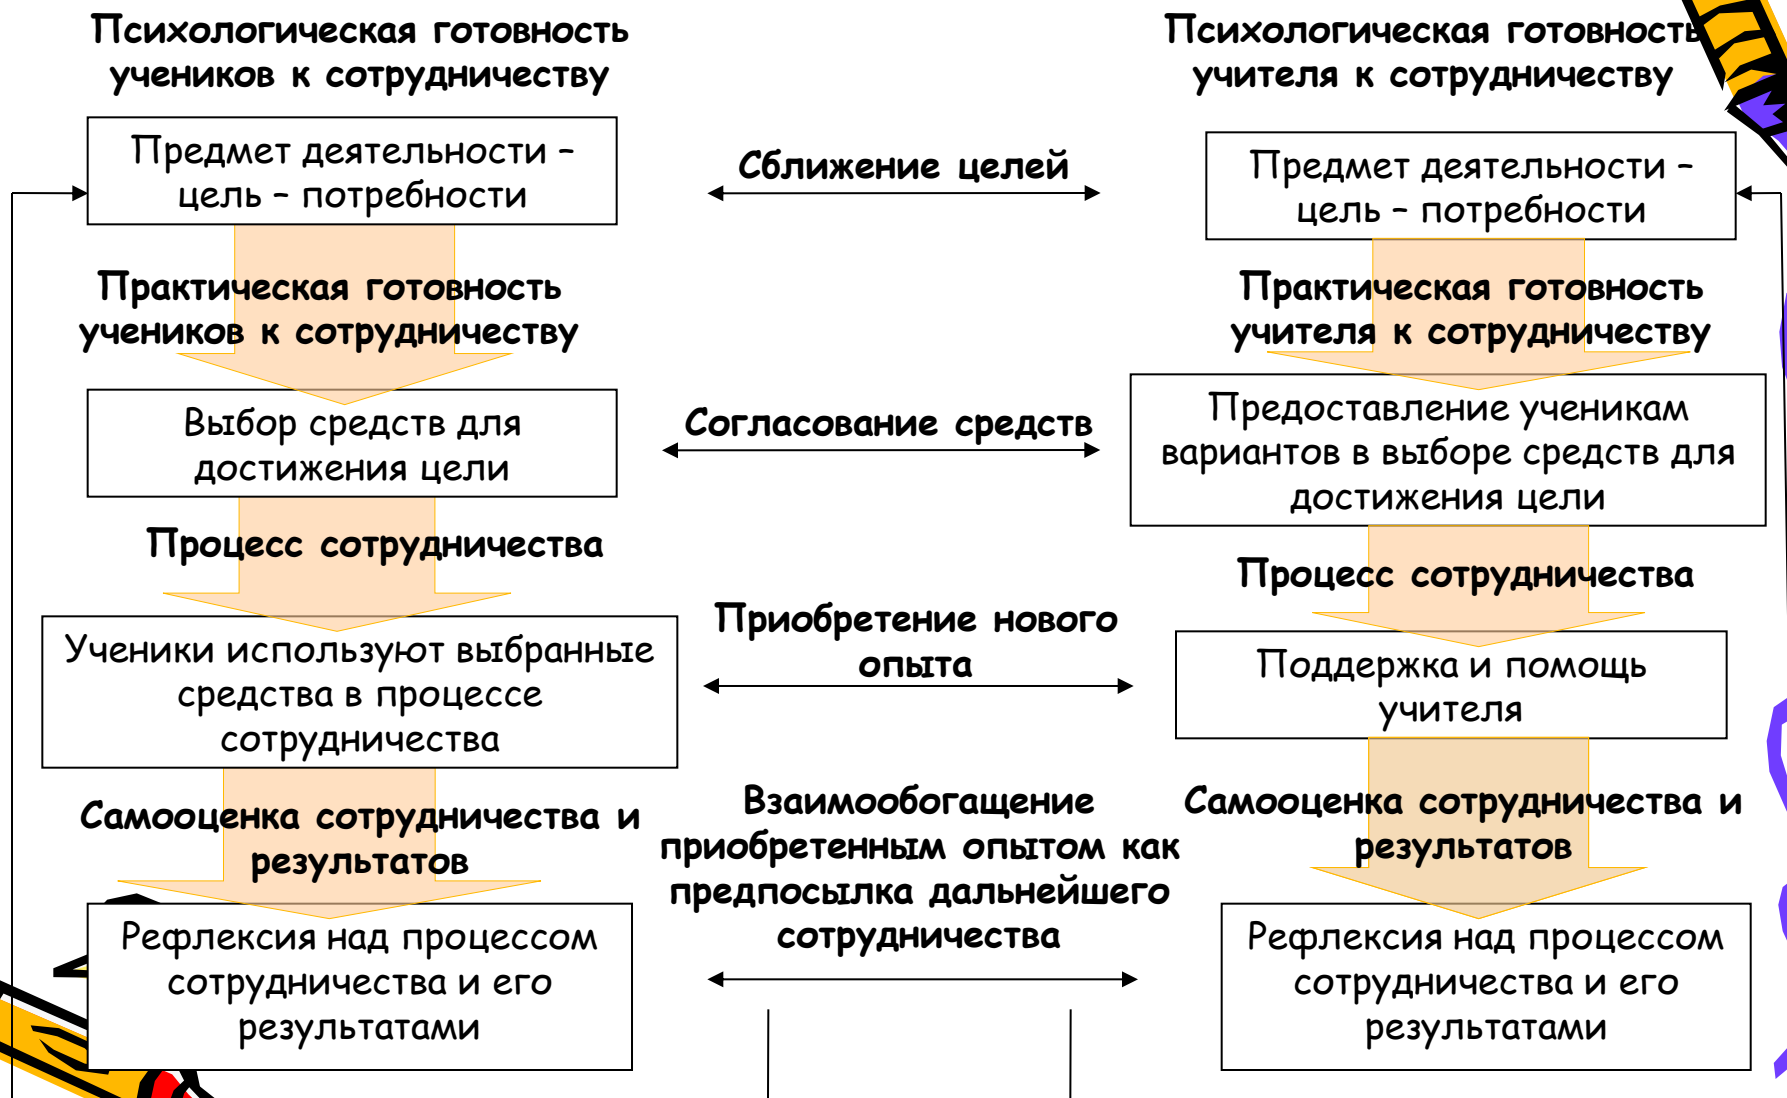 Психологическая готовность
учеников к сотрудничеству
Предмет деятельности –
цель – потребности
Практическая готовность
учеников к сотрудничеству
Выбор средств для
достижения цели
Процесс сотрудничества
Ученики используют выбранные
средства в процессе
сотрудничества
Самооценка сотрудничества и
результатов
Рефлексия над процессом
сотрудничества и его
результатами
Сближение целей
Согласование средств
Приобретение нового
опыта
Взаимообогащение
приобретенным опытом как
предпосылка дальнейшего
сотрудничества
Психологическая готовность
учителя к сотрудничеству
Предмет деятельности –
цель – потребности
Практическая готовность
учителя к сотрудничеству
Предоставление ученикам
вариантов в выборе средств для
достижения цели
Процесс сотрудничества
Поддержка и помощь
учителя
Самооценка сотрудничества и
результатов
Рефлексия над процессом
сотрудничества и его
результатами